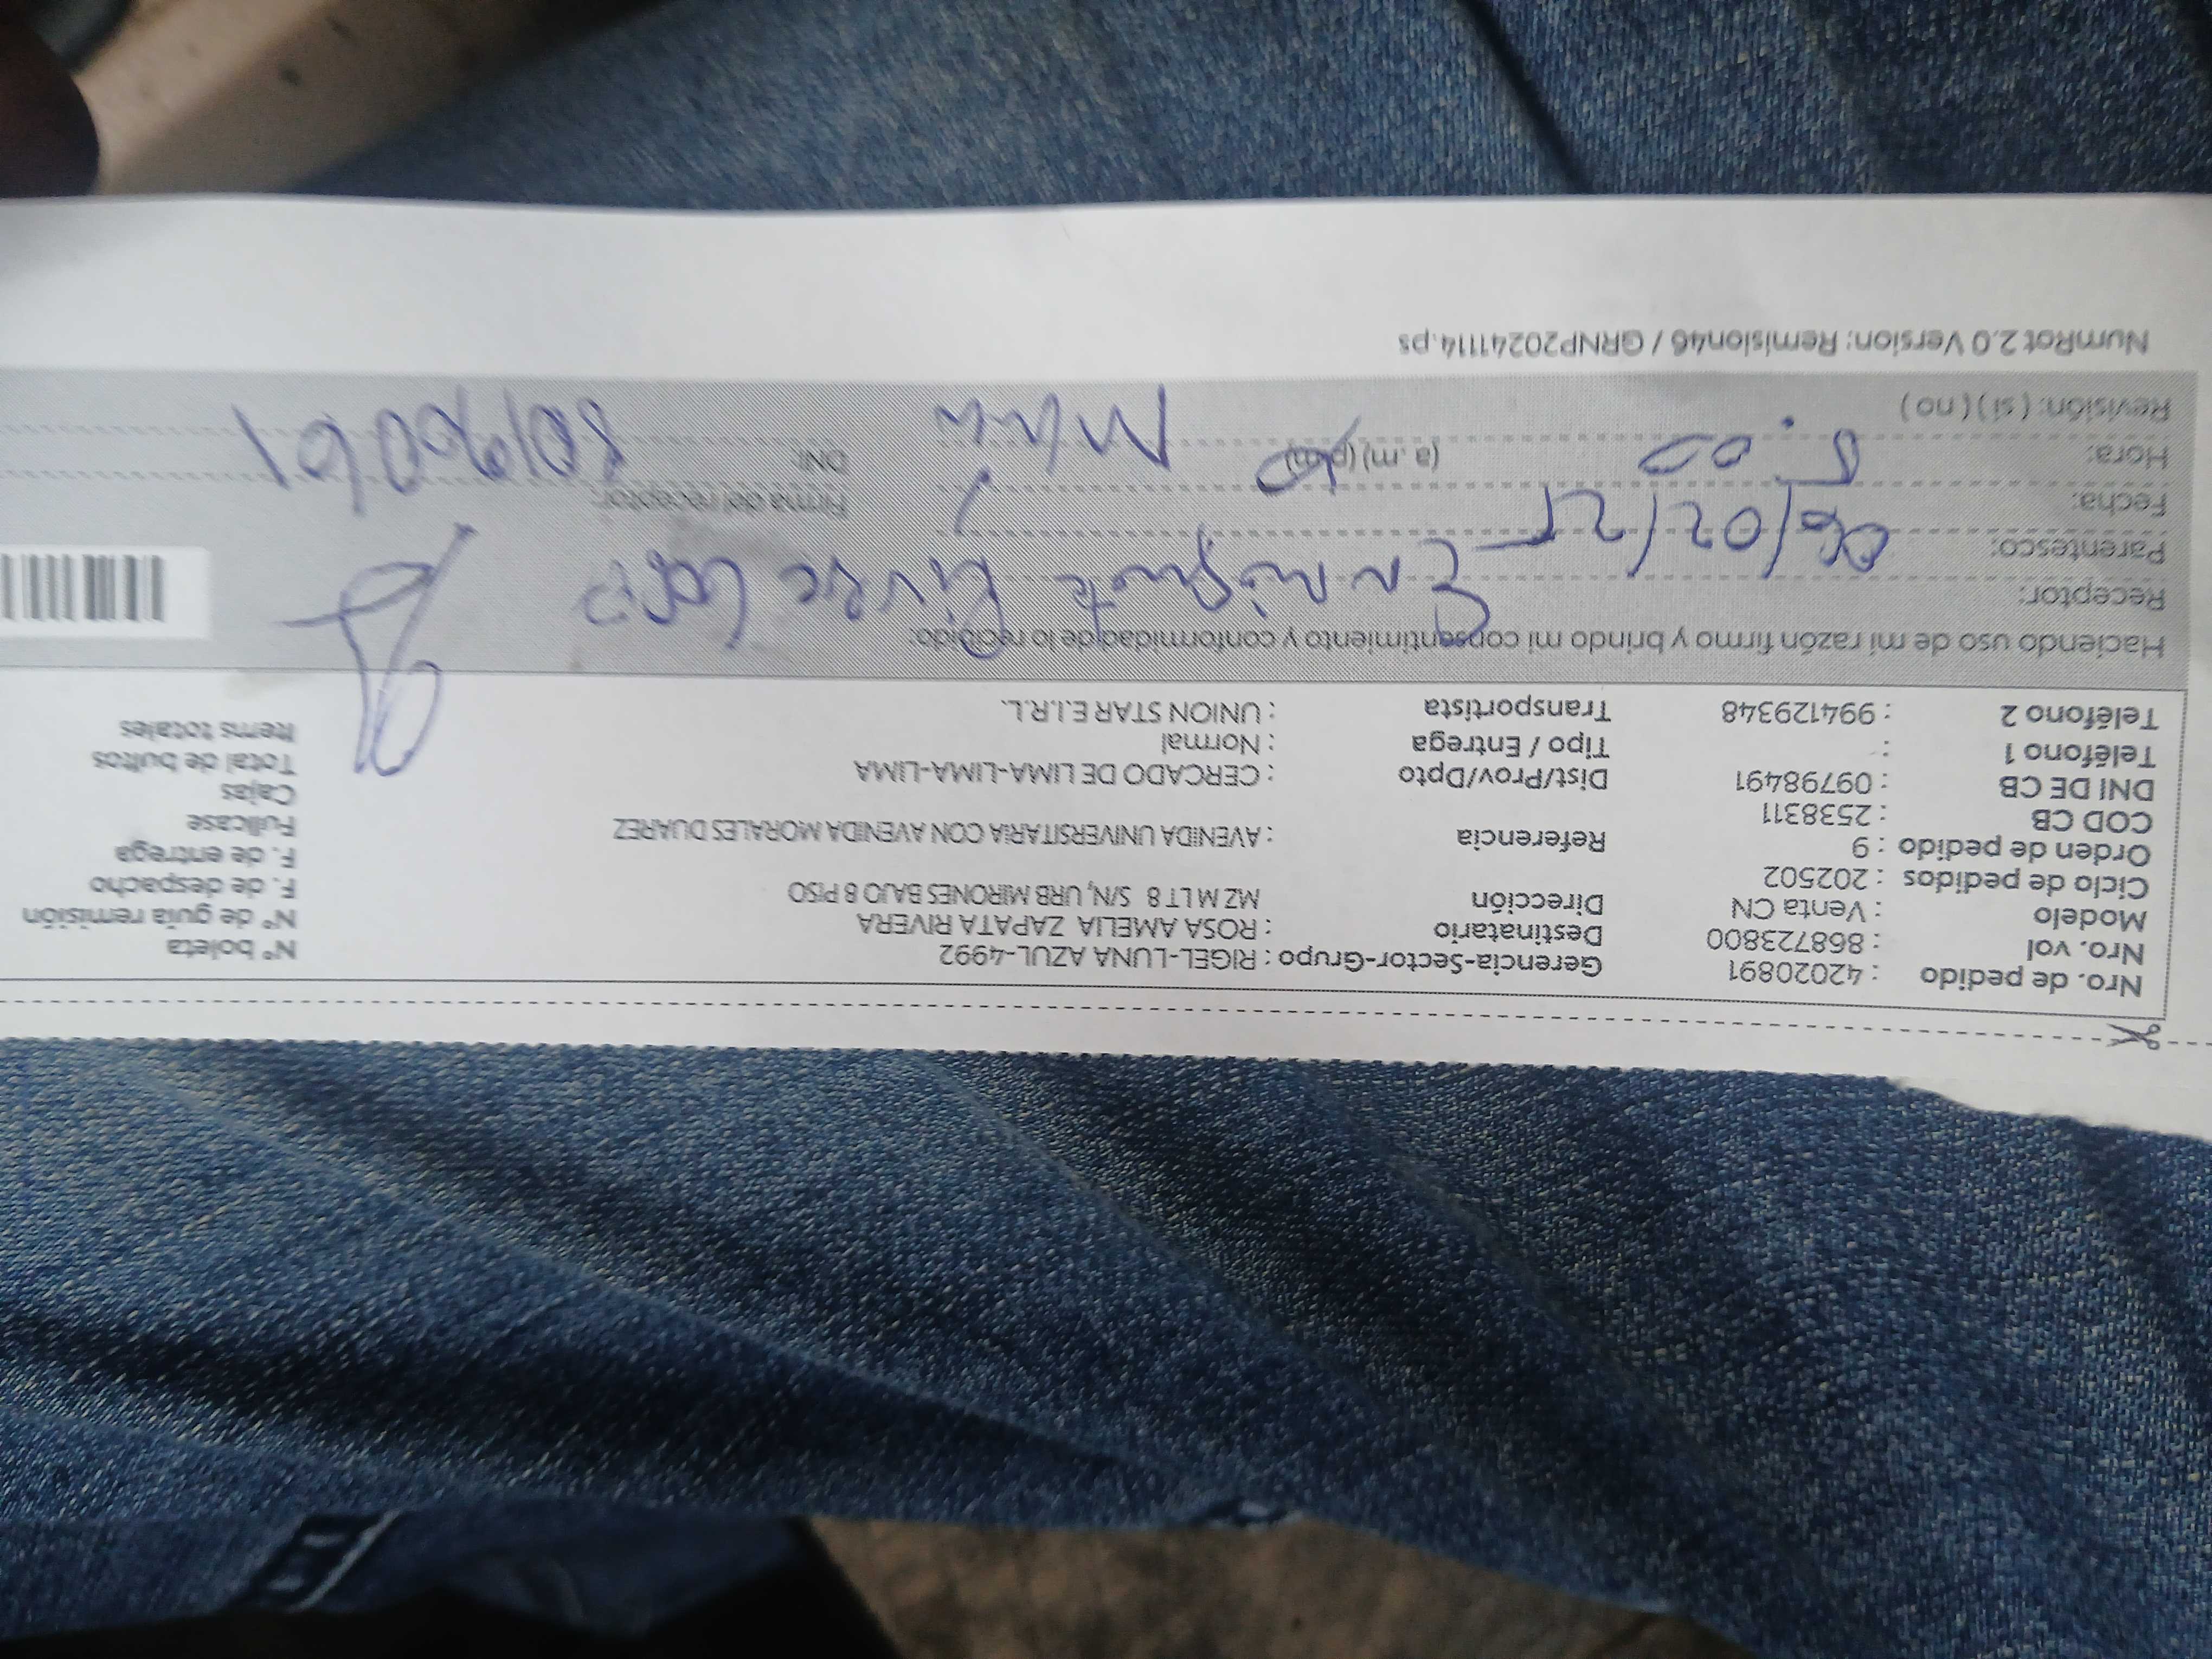 Nro. de pedido : 42020891 Gerencia-Sector-Grupo : RIGEL-LUNA AZUL-4992 N° boleta
Nro. vol : 868723800 Destinatario : ROSA AMELIA ZAPATA RIVERA N° de guía remisión
Modelo : Venta CN Dirección MZ M LT 8 S/N, URB MIRONES BAJO 8 PISO F. de despacho
Ciclo de pedidos : 202502 F. de entrega
Orden de pedido : 9 Referencia : AVENIDA UNIVERSITARIA CON AVENIDA MORALES DUAREZ Fullcase
COD CB : 2538311 Cajas
DNI DE CB : 09798491 Dist/Prov/Dpto : CERCADO DE LIMA-LIMA-LIMA Total de bultos
Teléfono 1 : Tipo / Entrega : Normal Items totales
Teléfono 2 : 994129348 Transportista : UNION STAR E.I.R.L.
Haciendo uso de mi razón firmo y brindo mi consentimiento y conformidad de lo recibido:
Receptor:
Parentesco:
Fecha: 06/02/25 Firma del receptor:
Hora: 5:00 (a.m) (p.m) DNI: 80190061
Revisión: ( si ) ( no )
NumRot 2.0 Version: Remision46 / GRNP20241114.ps